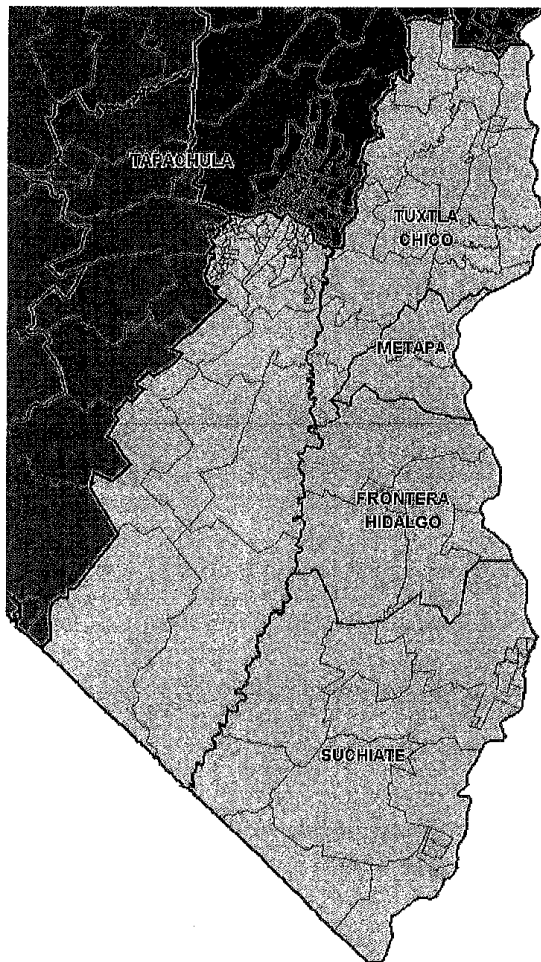 TAPACHULA
TUXTLA
CHICO
METAPA
FRONTERA
HIDALGO
SUCHIATE